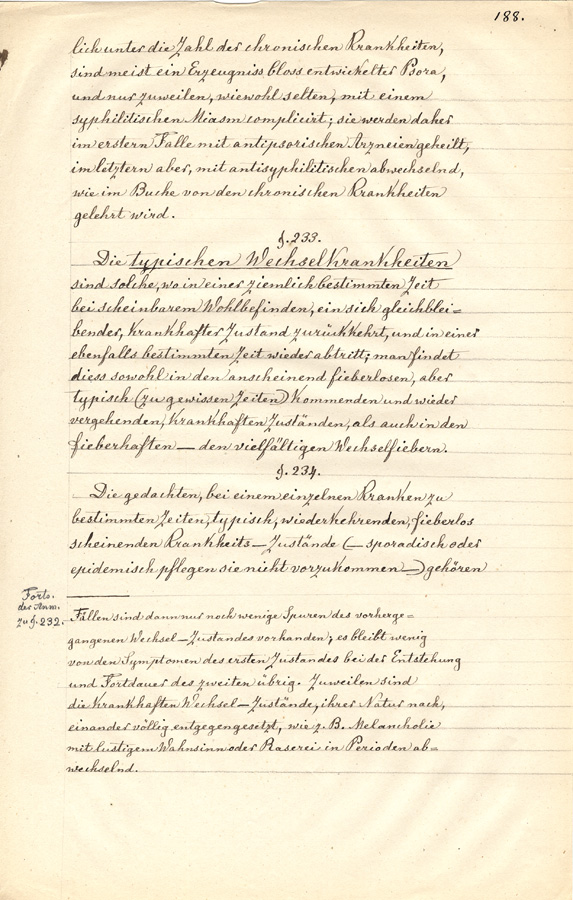 188.
lich unter die Zahl der chronischen Krankheiten,
sind meist ein Erzeugniss bloss entwickelter Psora,
und nur zuweilen, wiewohl selten, mit einem
syphilitischen Miasm complicirt; sie werden daher
im erstern Falle mit antipsorischen Arzneien geheilt,
im letztern aber, mit antisyphilitischen abwechselnd,
wie im Buche von den chronischen Krankheiten
gelehrt wird.
§. 233.
Die typischen Wechselkrankheiten
sind solche, wo in einer ziemlich bestimmten Zeit
bei scheinbarem Wohlbefinden, ein sich gleichblei=
bender, krankhafter Zustand zurückkehrt, und in einer
ebenfalls bestimmten Zeit wieder abtritt; man findet
diess sowohl in den anscheinend fieberlosen, aber
typisch (zu gewissen Zeiten) kommenden und wieder
vergehenden, krankhaften Zuständen, als auch in den
fieberhaften — den vielfältigen Wechselfiebern.
§. 234.
Die gedachten, bei einem einzelnen Kranken zu
bestimmten Zeiten, typisch, wiederkehrenden, fieberlos
scheinenden Krankheits-Zustände (— sporadisch oder
epidemisch pflegen sie nicht vorzukommen —) gehören
Forts.
der Anm.
zu §. 232.
Fällen sind dann nur noch wenige Spuren des vorherge=
gangenen Wechsel-Zustandes vorhanden; es bleibt wenig
von den Symptomen des ersten Zustandes bei der Entstehung
und Fortdauer des zweiten übrig. Zuweilen sind
die krankhaften Wechsel-Zustände, ihrer Natur nach,
einander völlig entgegengesetzt, wie z. B. Melancholie
mit lustigem Wahnsinn oder Raserei in Perioden ab=
wechselnd.